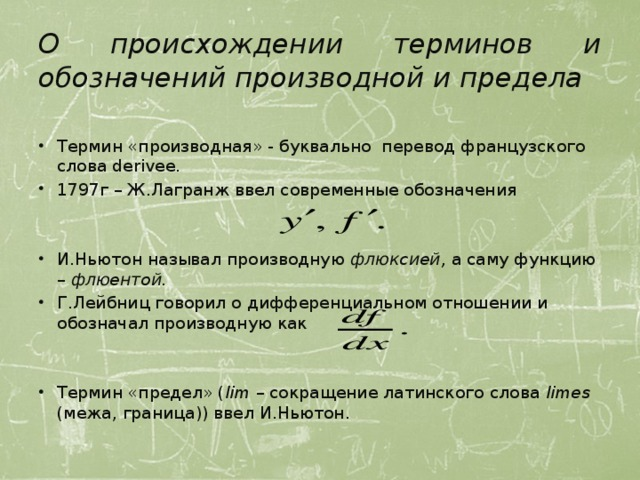 О происхождении терминов и
обозначений производной и предела
• Термин «производная» - буквально перевод французского
слова derivee.
• 1797г – Ж.Лагранж ввел современные обозначения
y′, f′.
• И.Ньютон называл производную флюксией, а саму функцию
– флюентой.
• Г.Лейбниц говорил о дифференциальном отношении и
обозначал производную как df/dx.
• Термин «предел» (lim – сокращение латинского слова limes
(межа, граница)) ввел И.Ньютон.